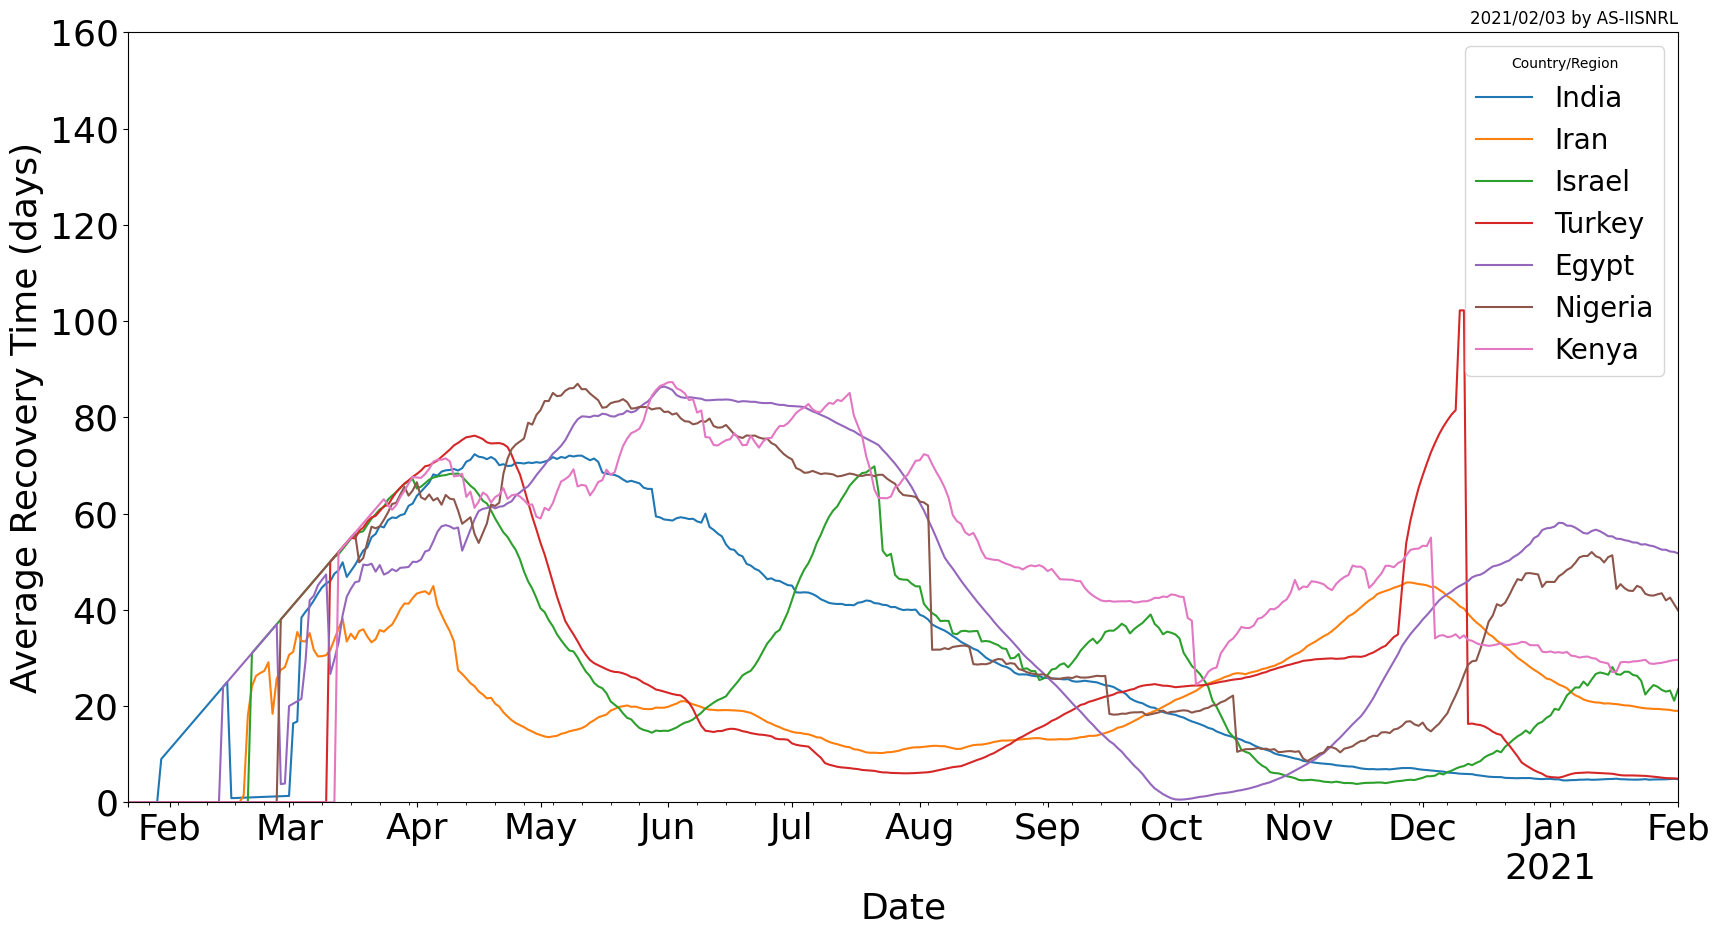 2021/02/03 by AS-IISNRL
160
140
120
100
80
60
40
20
0
Average Recovery Time (days)
Country/Region
India
Iran
Israel
Turkey
Egypt
Nigeria
Kenya
Feb Mar Apr May Jun Jul Aug Sep Oct Nov Dec Jan Feb
2021
Date